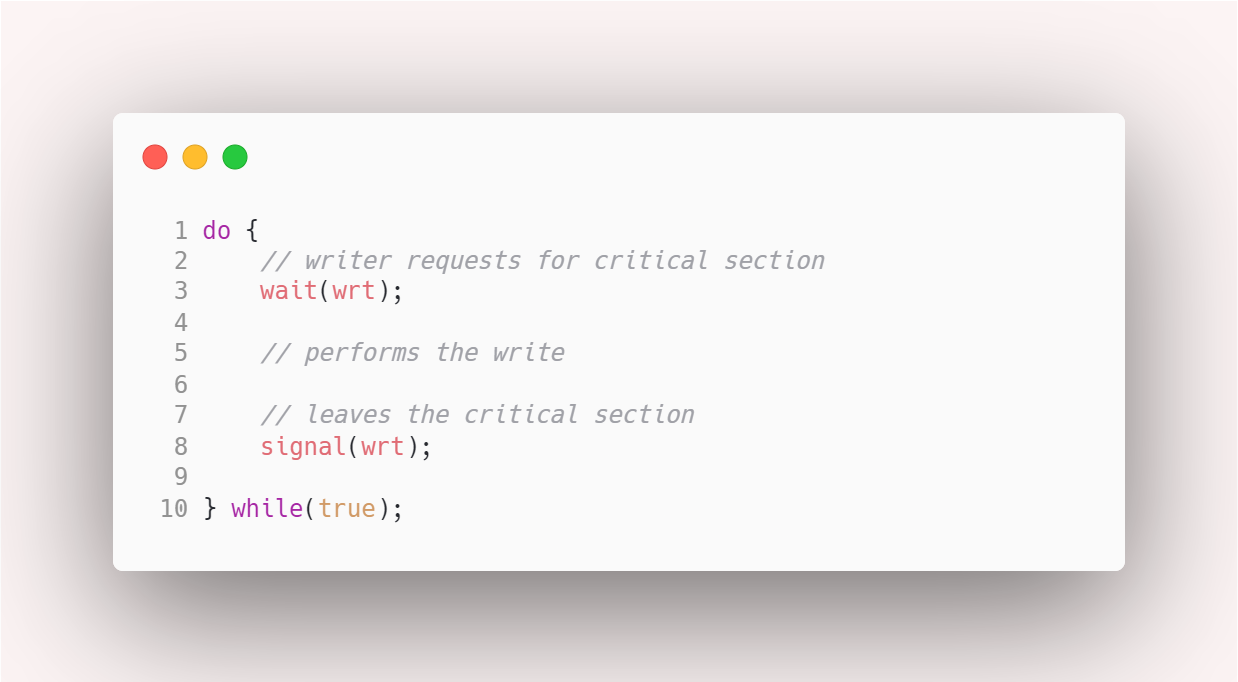 1 do {
2     // writer requests for critical section
3     wait(wrt);
4
5     // performs the write
6
7     // leaves the critical section
8     signal(wrt);
9
10 } while(true);